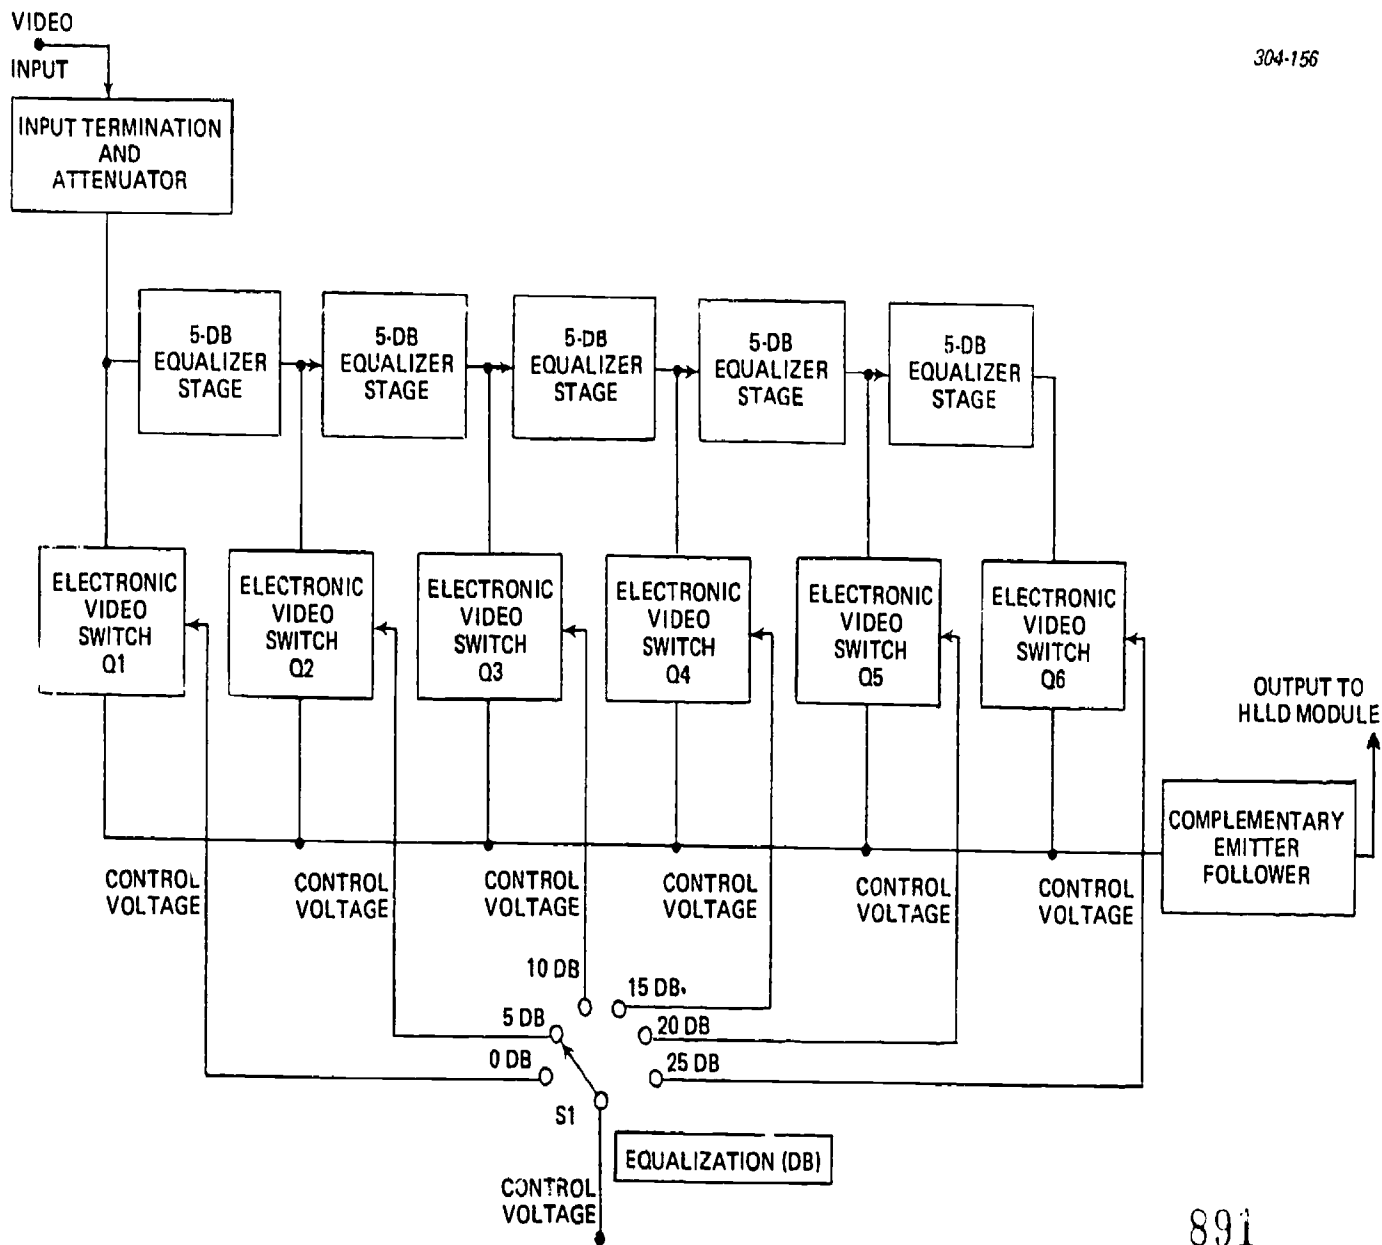 VIDEO
INPUT
304-156
INPUT TERMINATION
AND
ATTENUATOR
5-DB
EQUALIZER
STAGE
5-DB
EQUALIZER
STAGE
5-DB
EQUALIZER
STAGE
5-DB
EQUALIZER
STAGE
5-DB
EQUALIZER
STAGE
ELECTRONIC
VIDEO
SWITCH
Q1
ELECTRONIC
VIDEO
SWITCH
Q2
ELECTRONIC
VIDEO
SWITCH
Q3
ELECTRONIC
VIDEO
SWITCH
Q4
ELECTRONIC
VIDEO
SWITCH
Q5
ELECTRONIC
VIDEO
SWITCH
Q6
OUTPUT TO
HLLD MODULE
COMPLEMENTARY
EMITTER
FOLLOWER
CONTROL
VOLTAGE
CONTROL
VOLTAGE
CONTROL
VOLTAGE
CONTROL
VOLTAGE
CONTROL
VOLTAGE
CONTROL
VOLTAGE
10 DB
15 DB
5 DB
20 DB
0 DB
25 DB
S1
EQUALIZATION (DB)
CONTROL
VOLTAGE
891